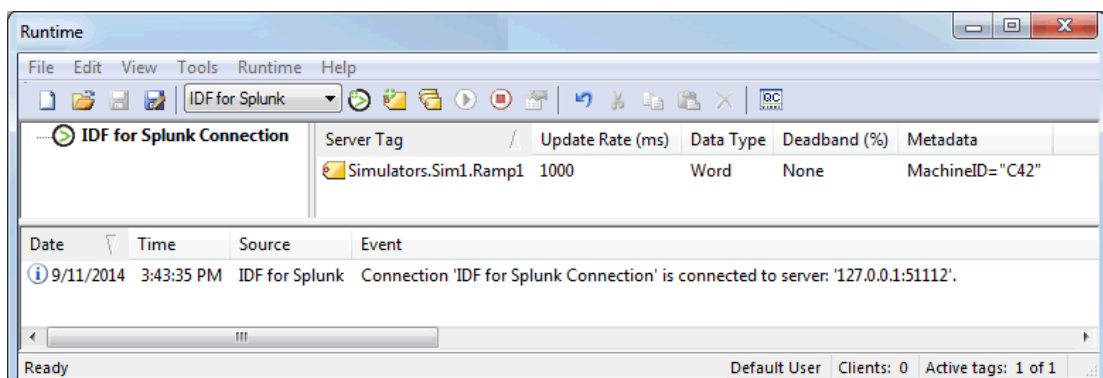 Runtime
File Edit View Tools Runtime Help
IDF for Splunk
QC
IDF for Splunk Connection
Server Tag Update Rate (ms) Data Type Deadband (%) Metadata
Simulators.Sim1.Ramp1 1000 Word None MachineID="C42"
Date Time Source Event
9/11/2014 3:43:35 PM IDF for Splunk Connection 'IDF for Splunk Connection' is connected to server: '127.0.0.1:51112'.
Ready Default User Clients: 0 Active tags: 1 of 1